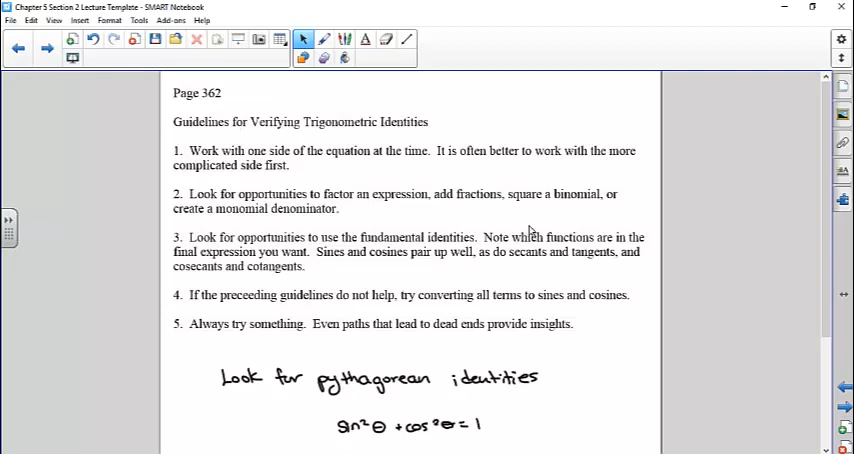 Chapter 5 Section 2 Lecture Template - SMART Notebook
File Edit View Insert Format Tools Add-ons Help
Page 362
Guidelines for Verifying Trigonometric Identities
1. Work with one side of the equation at the time. It is often better to work with the more
complicated side first.
2. Look for opportunities to factor an expression, add fractions, square a binomial, or
create a monomial denominator.
3. Look for opportunities to use the fundamental identities. Note which functions are in the
final expression you want. Sines and cosines pair up well, as do secants and tangents, and
cosecants and cotangents.
4. If the preceeding guidelines do not help, try converting all terms to sines and cosines.
5. Always try something. Even paths that lead to dead ends provide insights.
Look for pythagorean identities
sin²θ + cos²θ = 1